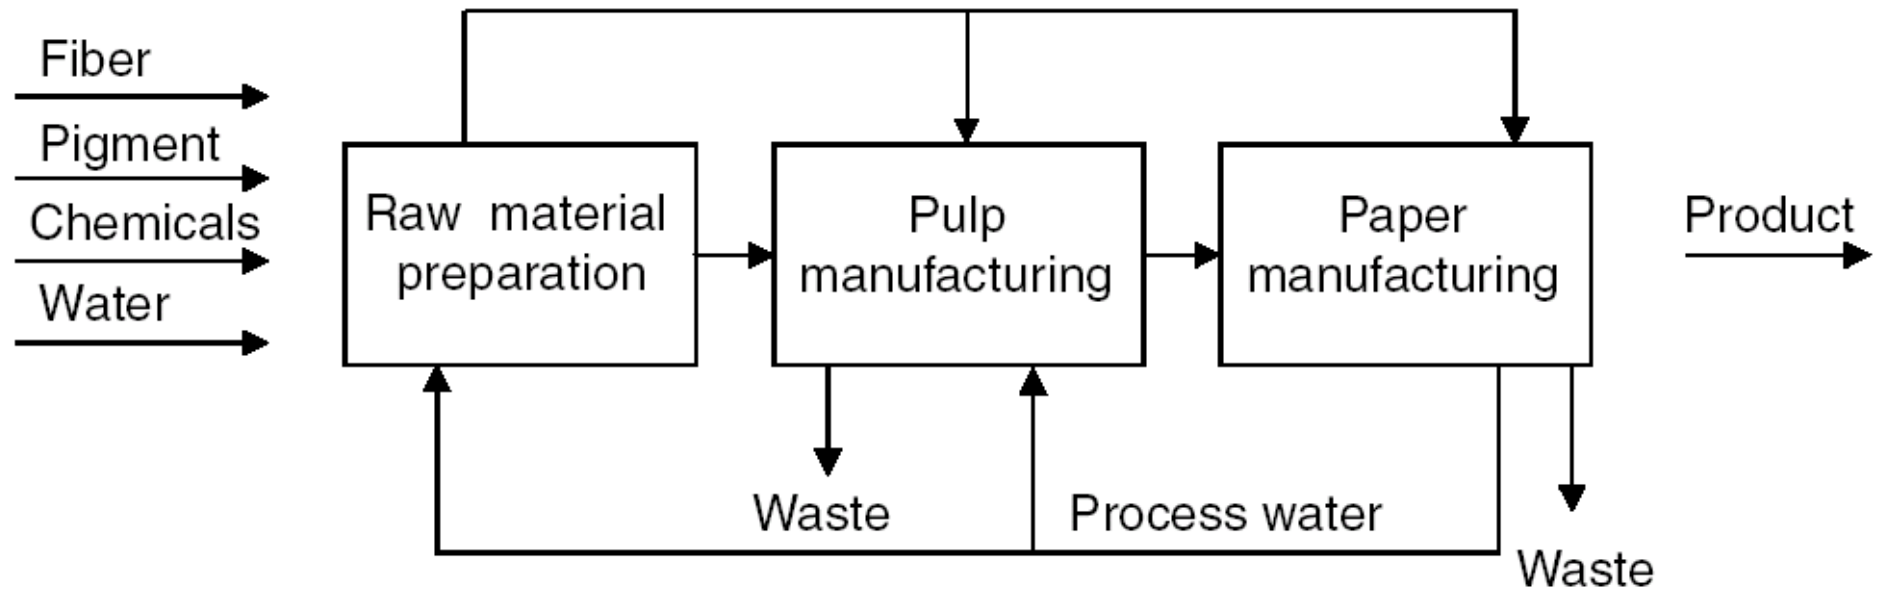 Fiber
Pigment
Chemicals
Water
Raw material
preparation
Pulp
manufacturing
Paper
manufacturing
Product
Waste
Process water
Waste